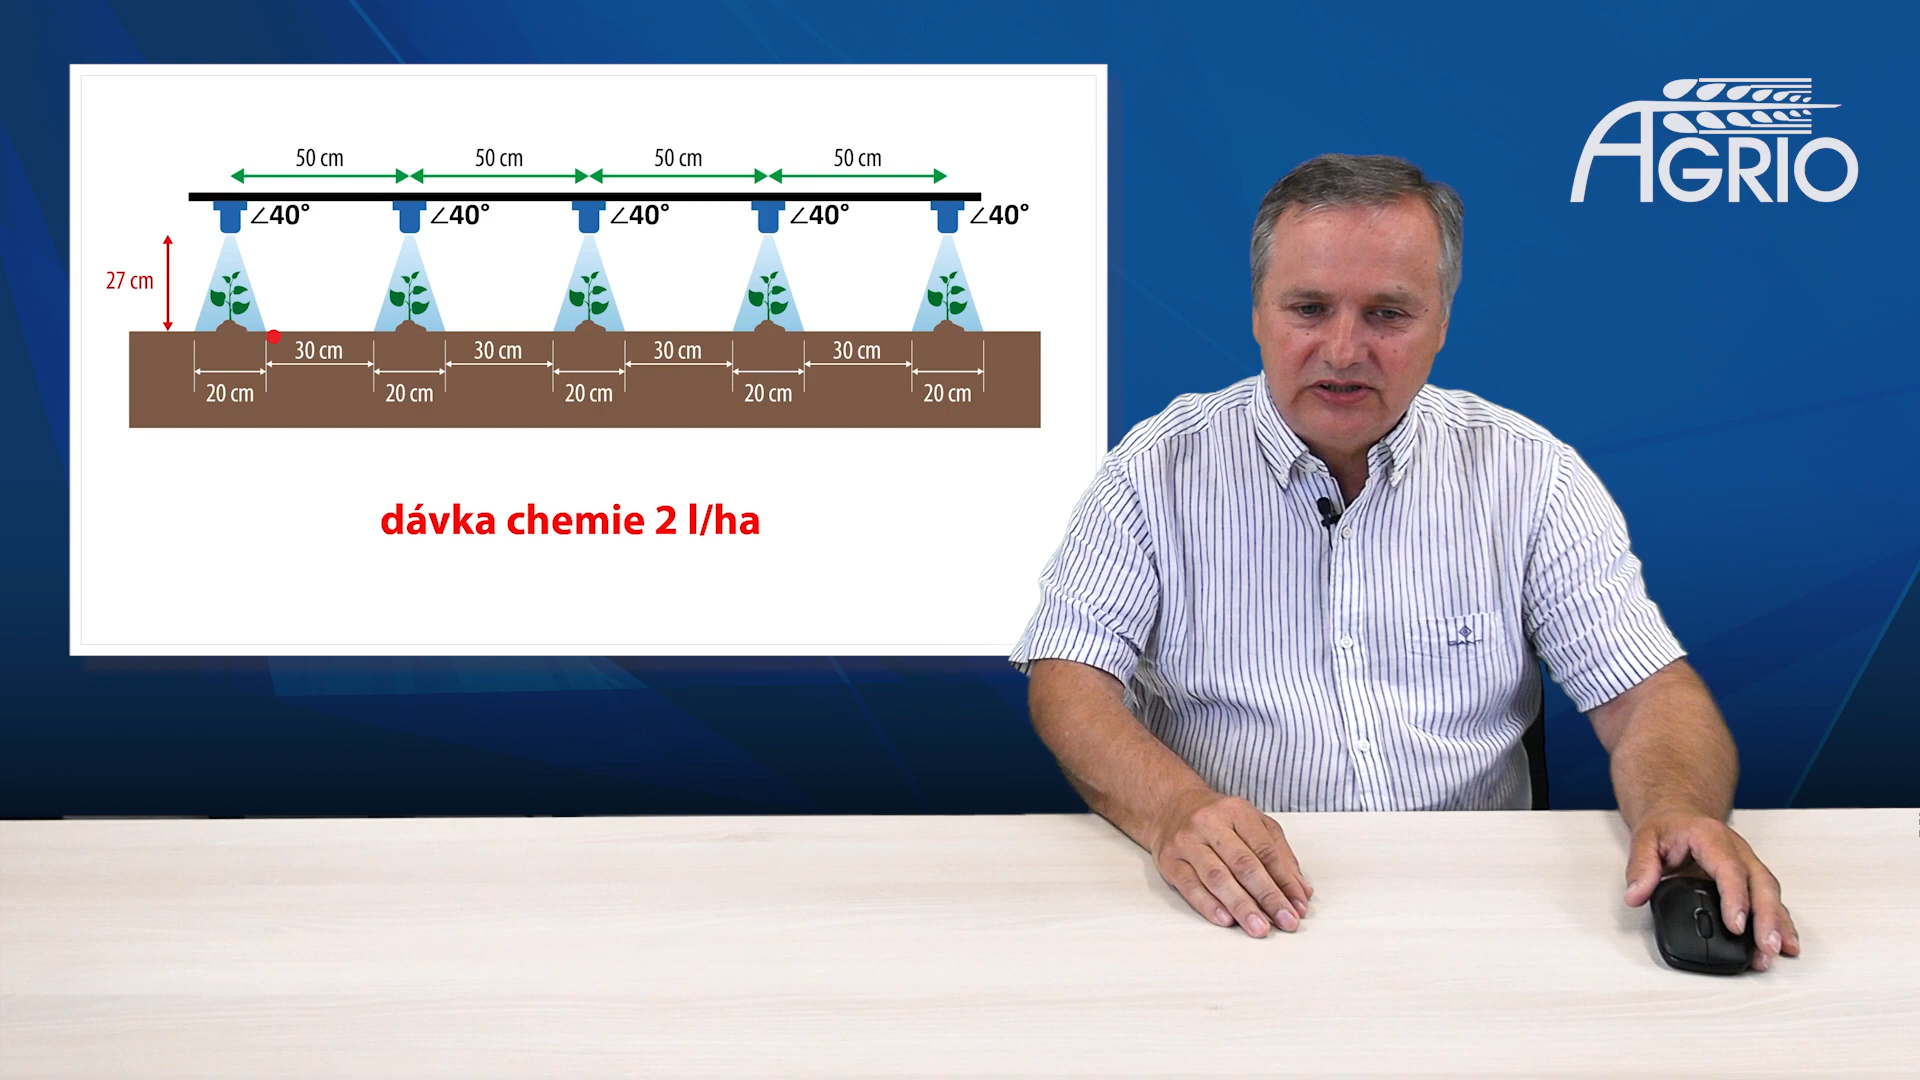 50 cm 50 cm 50 cm 50 cm
∠40° ∠40° ∠40° ∠40° ∠40°
27 cm
30 cm 30 cm 30 cm 30 cm
20 cm 20 cm 20 cm 20 cm 20 cm
dávka chemie 2 l/ha
AGRIO
GANT